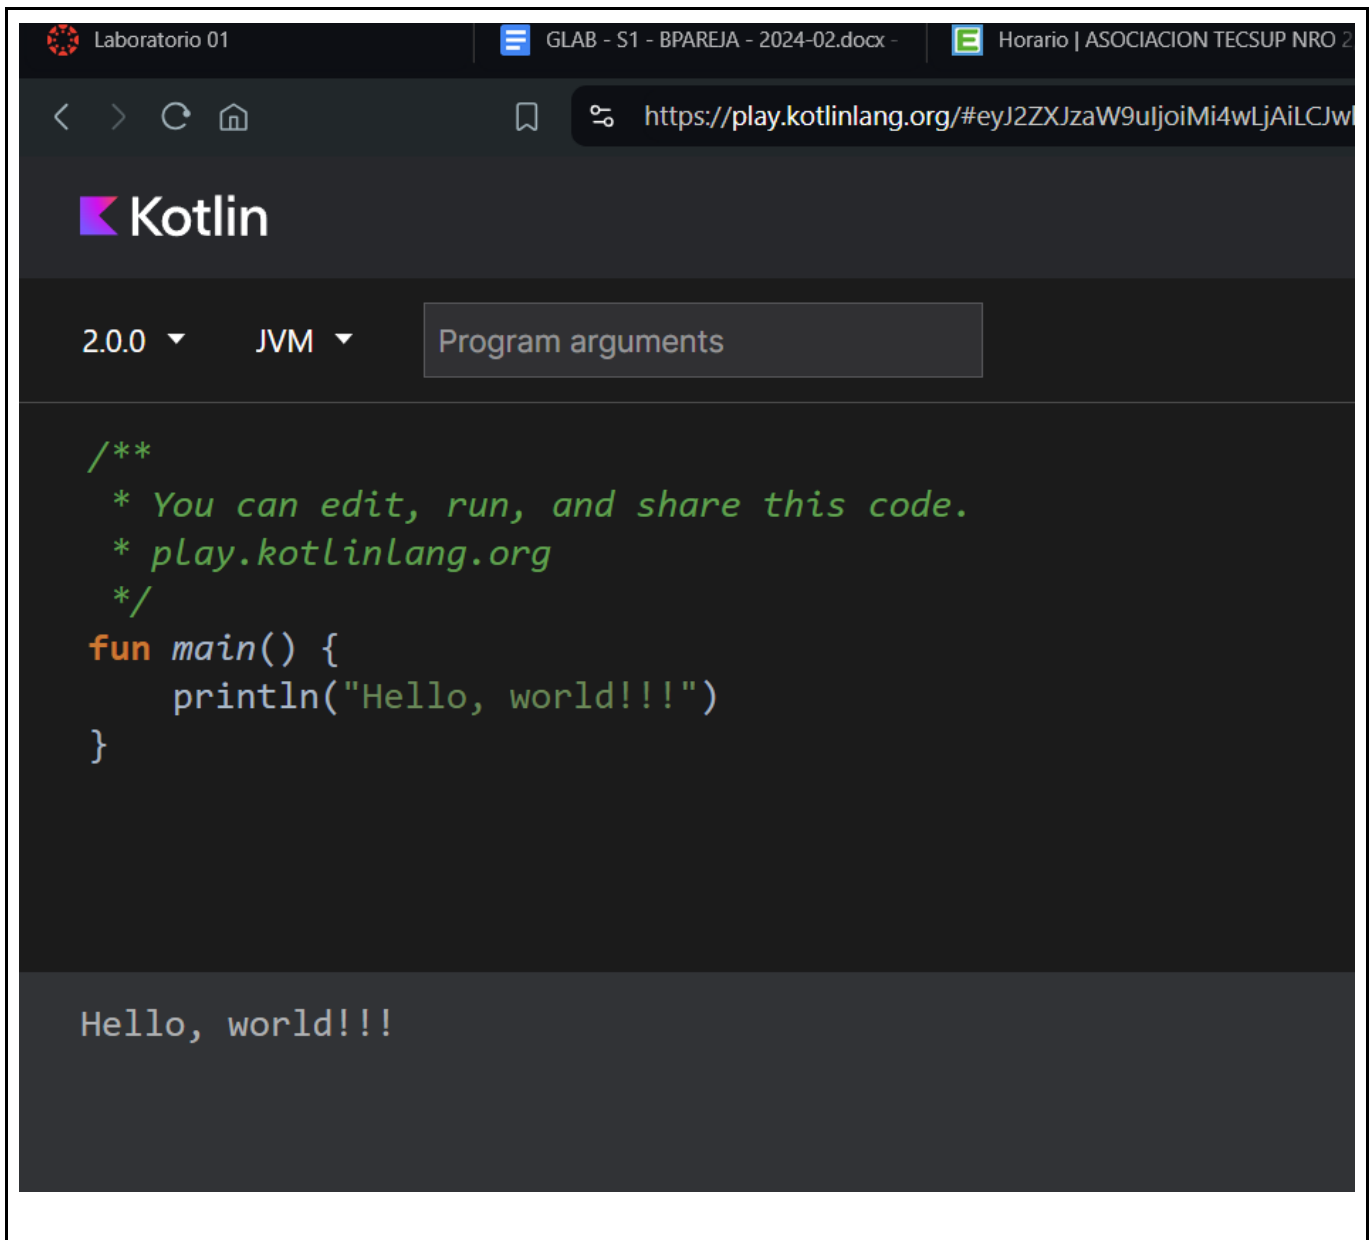 Laboratorio 01
GLAB - S1 - BPAREJA - 2024-02.docx -
Horario | ASOCIACION TECSUP NRO 2
https://play.kotlinlang.org/#eyJ2ZXJzaW9uIjoiMi4wLjAiLCJw
Kotlin
2.0.0 JVM Program arguments
/**
* You can edit, run, and share this code.
* play.kotlinlang.org
*/
fun main() {
println("Hello, world!!!")
}
Hello, world!!!